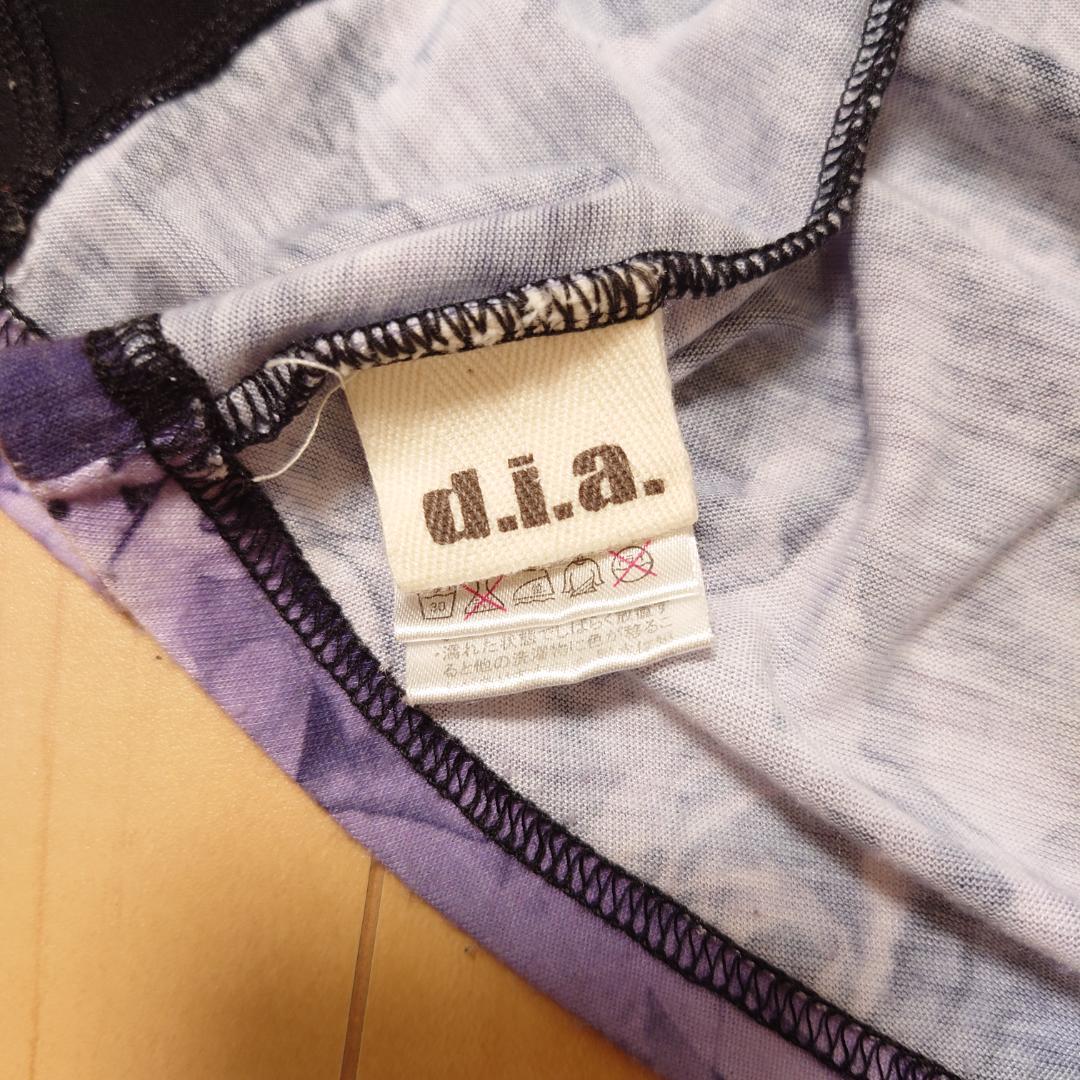 d.i.a.
30
・濡れた状態でしばらく放置す
ると他の洗濯物に色が移るこ